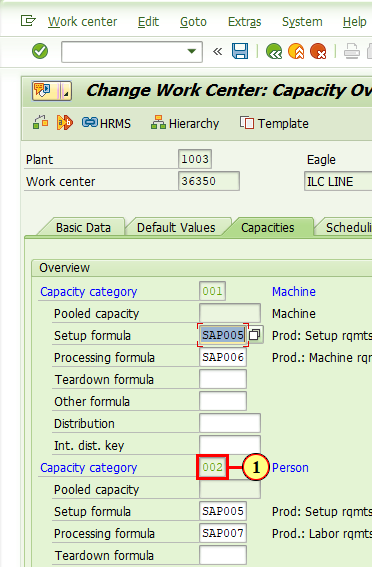 Work center Edit Goto Extras System Help
Change Work Center: Capacity Ov
HRMS Hierarchy Template
Plant 1003 Eagle
Work center 36350 ILC LINE
Basic Data Default Values Capacities Scheduli
Overview
Capacity category 001 Machine
Pooled capacity Machine
Setup formula SAP005 Prod: Setup rqmts
Processing formula SAP006 Prod.: Machine rqm
Teardown formula
Other formula
Distribution
Int. dist. key
Capacity category 002 1 Person
Pooled capacity
Setup formula SAP005 Prod: Setup rqmts
Processing formula SAP007 Prod.: Labor rqmts
Teardown formula